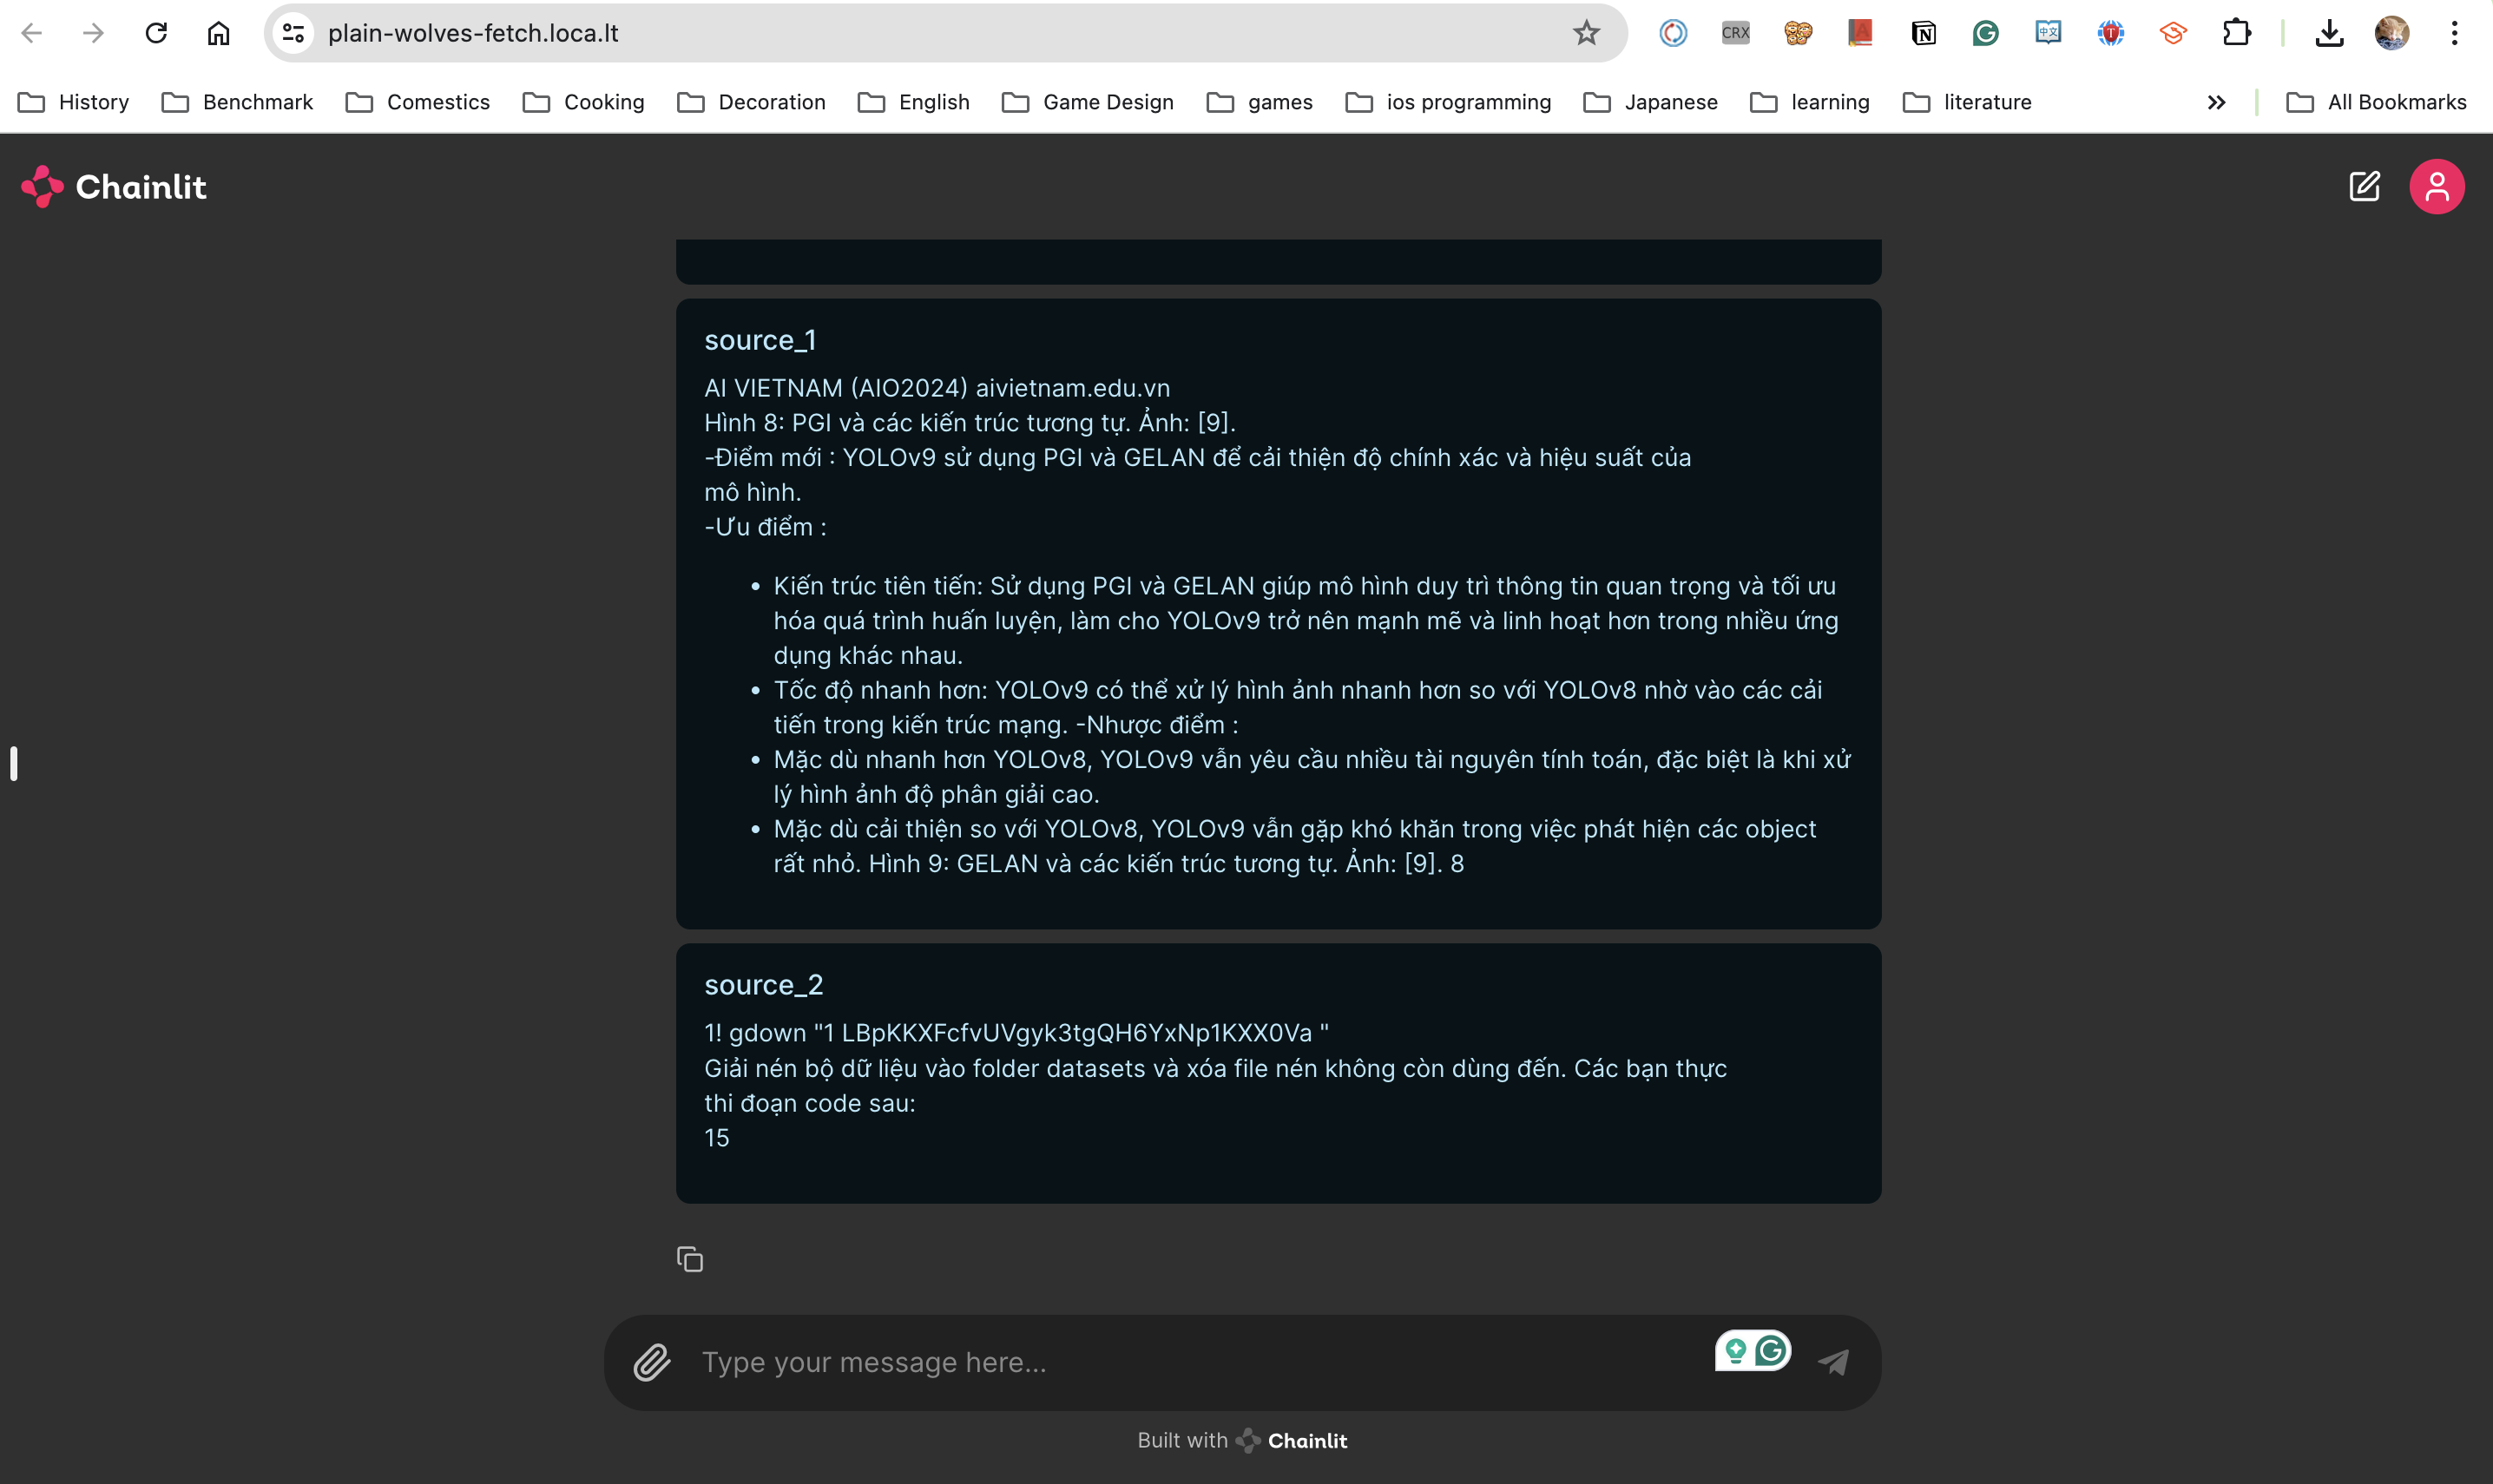 plain-wolves-fetch.loca.lt
CRX
History
Benchmark
Comestics
Cooking
Decoration
English
Game Design
games
ios programming
Japanese
learning
literature
All Bookmarks
Chainlit
source_1
AI VIETNAM (AIO2024) aivietnam.edu.vn
Hình 8: PGI và các kiến trúc tương tự. Ảnh: [9].
-Điểm mới : YOLOv9 sử dụng PGI và GELAN để cải thiện độ chính xác và hiệu suất của
mô hình.
-Ưu điểm :
• Kiến trúc tiên tiến: Sử dụng PGI và GELAN giúp mô hình duy trì thông tin quan trọng và tối ưu
hóa quá trình huấn luyện, làm cho YOLOv9 trở nên mạnh mẽ và linh hoạt hơn trong nhiều ứng
dụng khác nhau.
• Tốc độ nhanh hơn: YOLOv9 có thể xử lý hình ảnh nhanh hơn so với YOLOv8 nhờ vào các cải
tiến trong kiến trúc mạng. -Nhược điểm :
• Mặc dù nhanh hơn YOLOv8, YOLOv9 vẫn yêu cầu nhiều tài nguyên tính toán, đặc biệt là khi xử
lý hình ảnh độ phân giải cao.
• Mặc dù cải thiện so với YOLOv8, YOLOv9 vẫn gặp khó khăn trong việc phát hiện các object
rất nhỏ. Hình 9: GELAN và các kiến trúc tương tự. Ảnh: [9]. 8
source_2
1! gdown "1 LBpKKXFcfvUVgyk3tgQH6YxNp1KXX0Va "
Giải nén bộ dữ liệu vào folder datasets và xóa file nén không còn dùng đến. Các bạn thực
thi đoạn code sau:
15
Type your message here...
Built with Chainlit